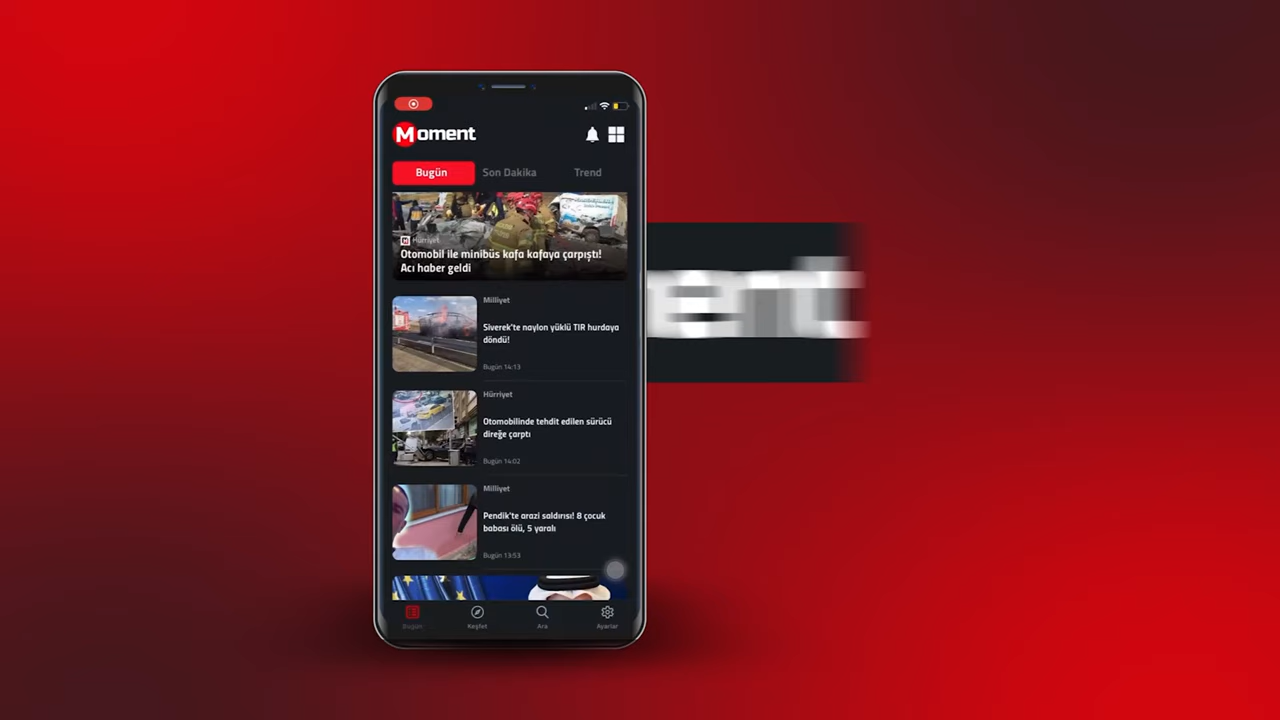 Moment
Bugün
Son Dakika
Trend
Hürriyet
Otomobil ile minibüs kafa kafaya çarpıştı!
Acı haber geldi
Milliyet
Siverek'te naylon yüklü TIR hurdaya
döndü!
Bugün 14:13
Hürriyet
Otomobilinde tehdit edilen sürücü
direğe çarptı
Bugün 14:02
Milliyet
Pendik'te arazi saldırısı! 8 çocuk
babası ölü, 5 yaralı
Bugün 13:53
Bugün
Keşfet
Ara
Ayarlar
ent